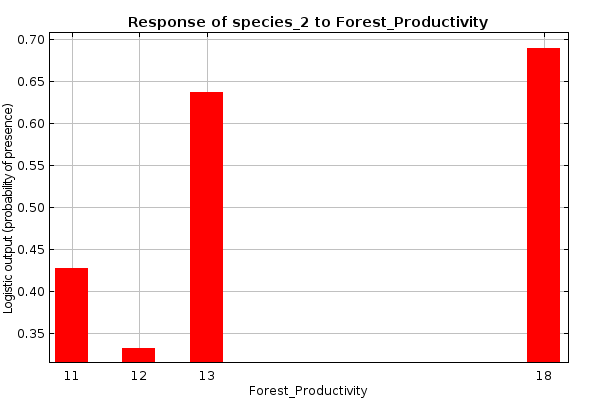 Response of species_2 to Forest_Productivity
Logistic output (probability of presence)
0.70
0.65
0.60
0.55
0.50
0.45
0.40
0.35
11 12 13 18
Forest_Productivity